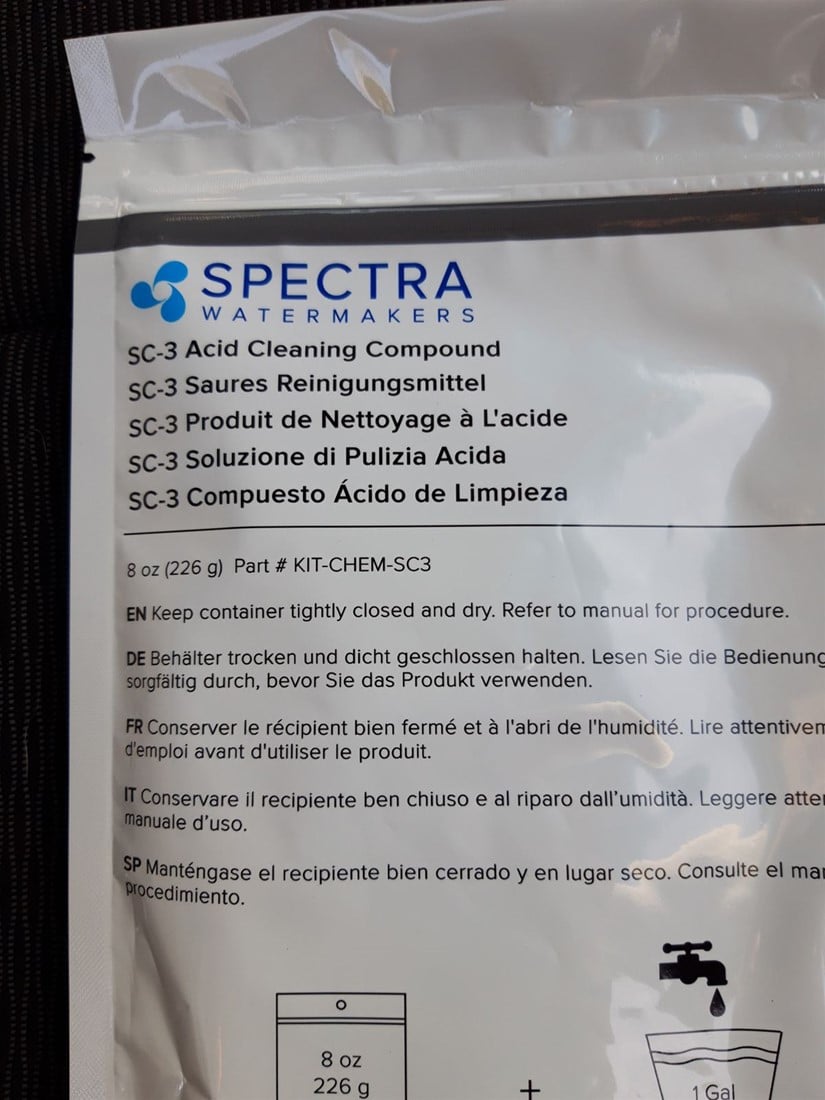 SPECTRA
WATERMAKERS
SC-3 Acid Cleaning Compound
SC-3 Saures Reinigungsmittel
SC-3 Produit de Nettoyage à L'acide
SC-3 Soluzione di Pulizia Acida
SC-3 Compuesto Ácido de Limpieza
8 oz (226 g) Part # KIT-CHEM-SC3
EN Keep container tightly closed and dry. Refer to manual for procedure.
DE Behälter trocken und dicht geschlossen halten. Lesen Sie die Bedienung
sorgfältig durch, bevor Sie das Produkt verwenden.
FR Conserver le récipient bien fermé et à l'abri de l'humidité. Lire attentivem
d'emploi avant d'utiliser le produit.
IT Conservare il recipiente ben chiuso e al riparo dall'umidità. Leggere atte
manuale d'uso.
SP Manténgase el recipiente bien cerrado y en lugar seco. Consulte el ma
procedimiento.
8 oz
226 g
+
1 Gal